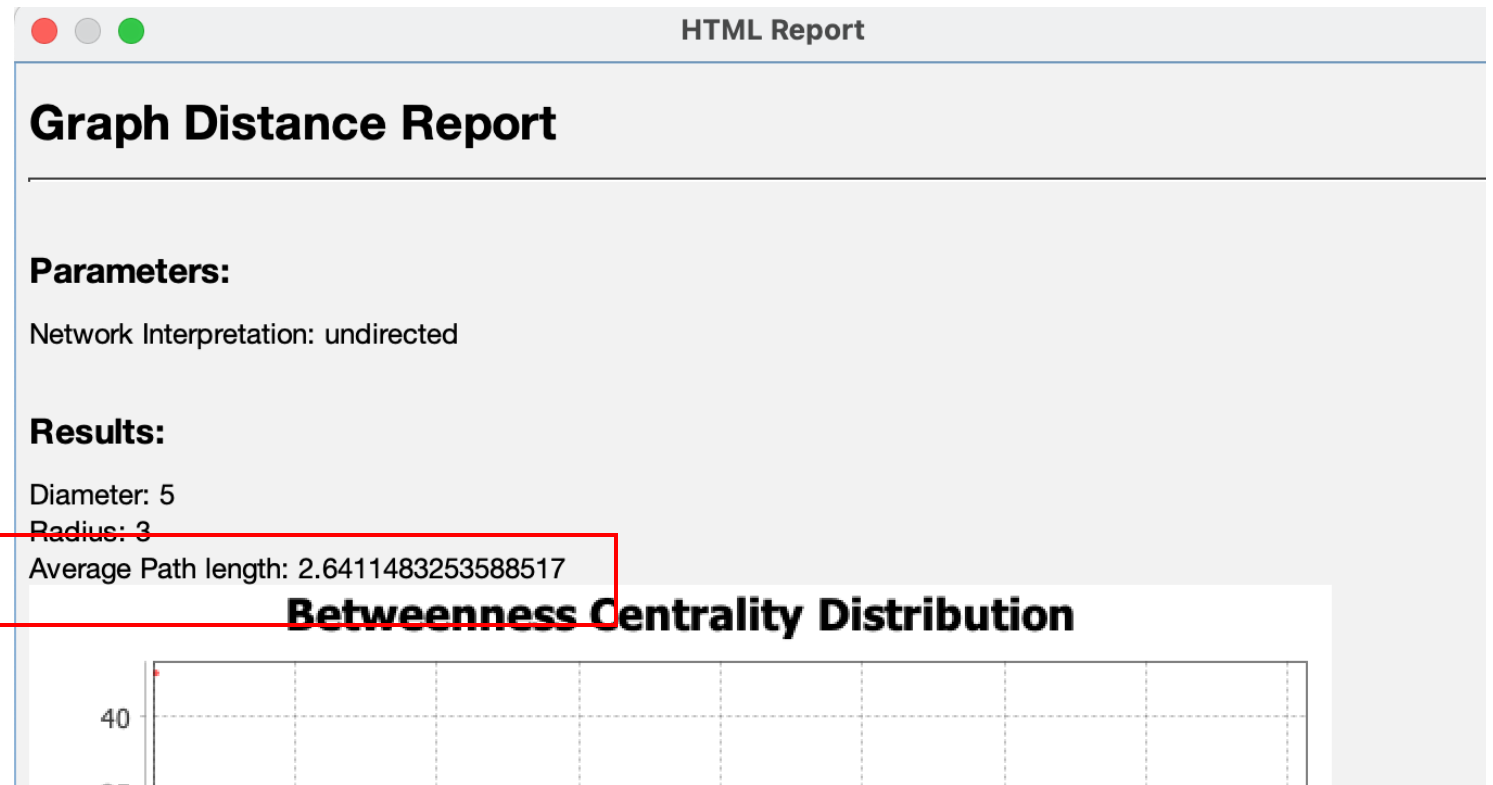 HTML Report
Graph Distance Report
Parameters:
Network Interpretation: undirected
Results:
Diameter: 5
Radius: 3
Average Path length: 2.6411483253588517
Betweenness Centrality Distribution
40